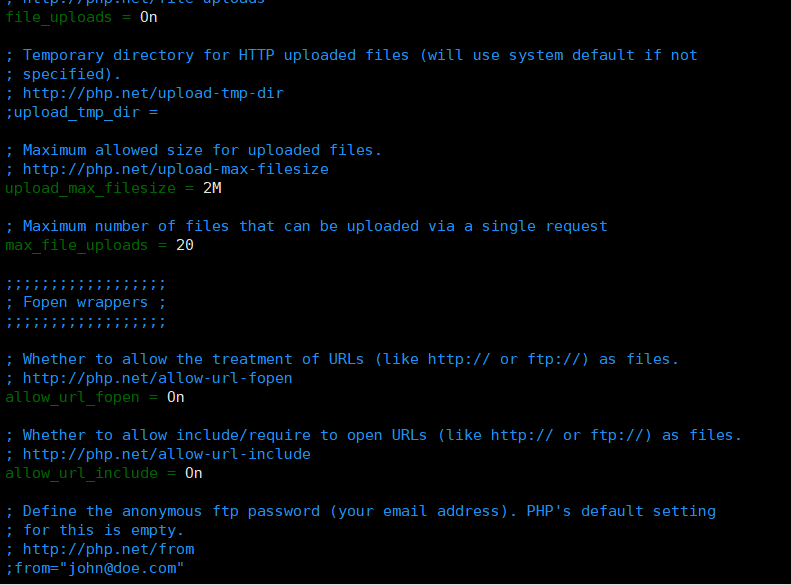 ; http://php.net/file-uploads
file_uploads = On
; Temporary directory for HTTP uploaded files (will use system default if not
; specified).
; http://php.net/upload-tmp-dir
;upload_tmp_dir =
; Maximum allowed size for uploaded files.
; http://php.net/upload-max-filesize
upload_max_filesize = 2M
; Maximum number of files that can be uploaded via a single request
max_file_uploads = 20
;;;;;;;;;;;;;;;;;;
; Fopen wrappers ;
;;;;;;;;;;;;;;;;;;
; Whether to allow the treatment of URLs (like http:// or ftp://) as files.
; http://php.net/allow-url-fopen
allow_url_fopen = On
; Whether to allow include/require to open URLs (like http:// or ftp://) as files.
; http://php.net/allow-url-include
allow_url_include = On
; Define the anonymous ftp password (your email address). PHP's default setting
; for this is empty.
; http://php.net/from
;from="john@doe.com"